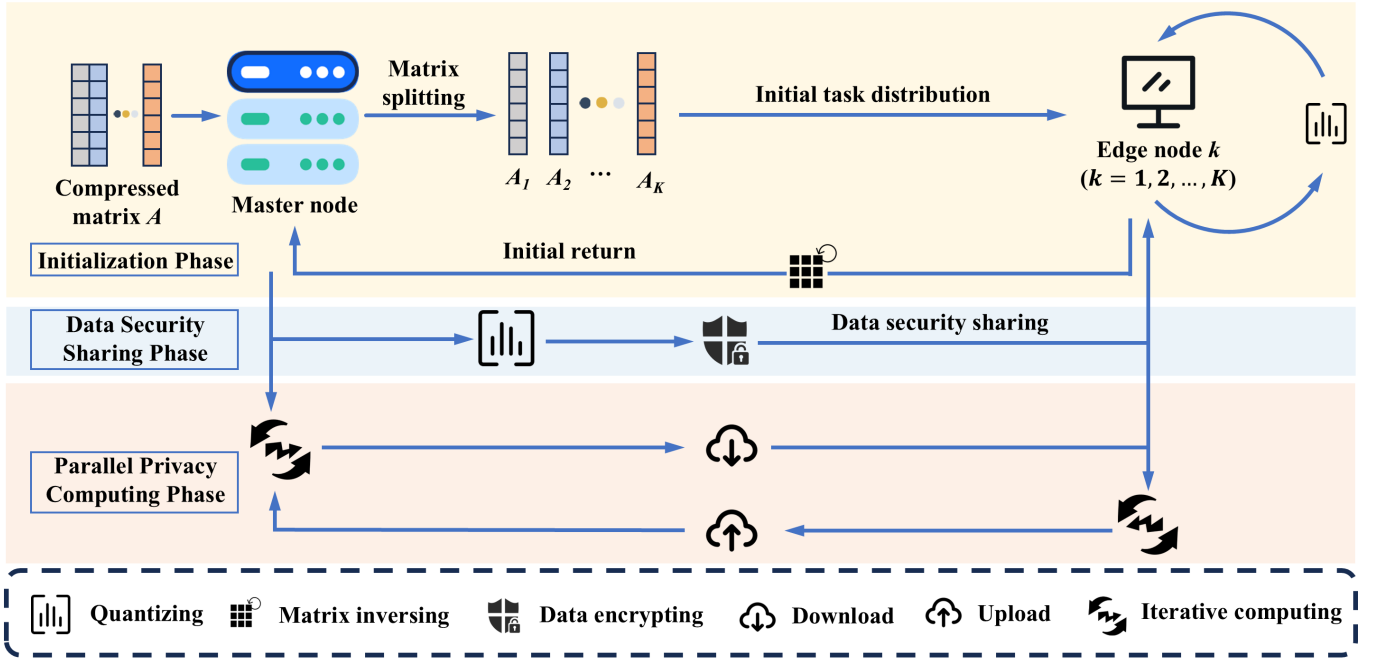 Matrix
splitting
Initial task distribution
Compressed
matrix A
Master node
A1 A2 ... AK
Edge node k
(k = 1, 2, ..., K)
Initial return
Initialization Phase
Data Security
Sharing Phase
Data security sharing
Parallel Privacy
Computing Phase
Quantizing
Matrix inversing
Data encrypting
Download
Upload
Iterative computing